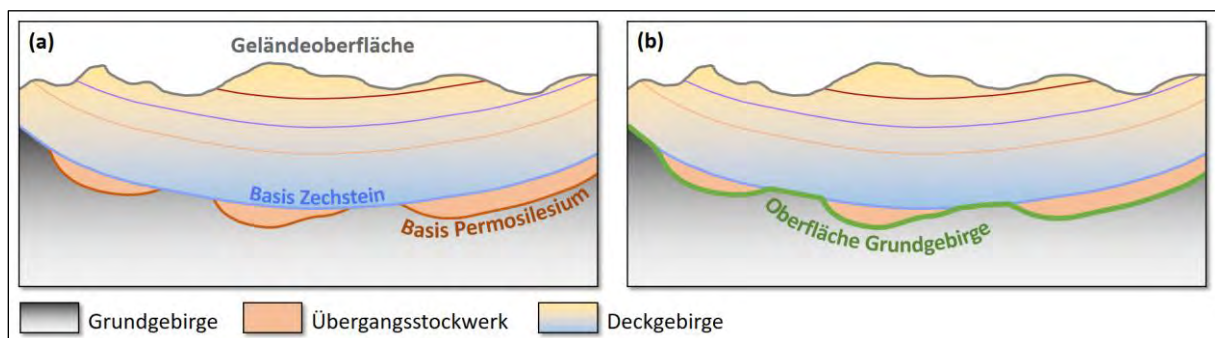 (a)
Geländeoberfläche
Basis Zechstein
Basis Permosilesium
(b)
Oberfläche Grundgebirge
Grundgebirge
Übergangsstockwerk
Deckgebirge